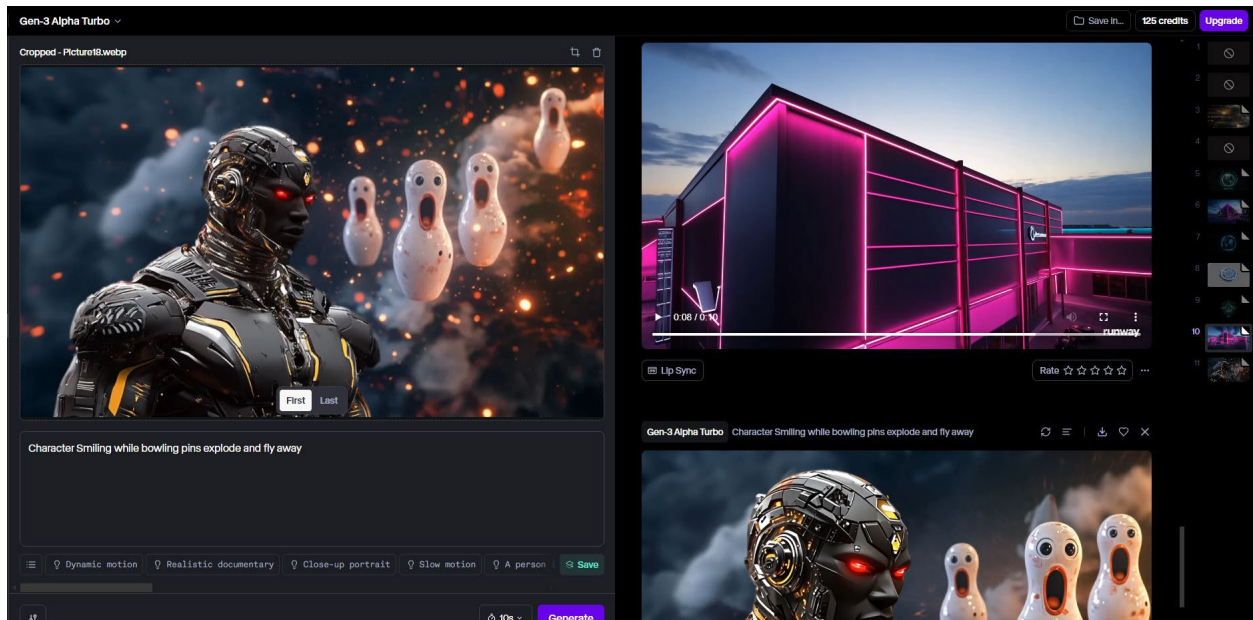 Gen-3 Alpha Turbo
Save in...
125 credits
Upgrade
Cropped - Picture18.webp
First
Last
Character Smiling while bowling pins explode and fly away
Dynamic motion
Realistic documentary
Close-up portrait
Slow motion
A person
Save
10s
Generate
0:08 / 0:10
runway
Lip Sync
Rate
Gen-3 Alpha Turbo Character Smiling while bowling pins explode and fly away
1
2
3
4
5
6
7
8
9
10
11